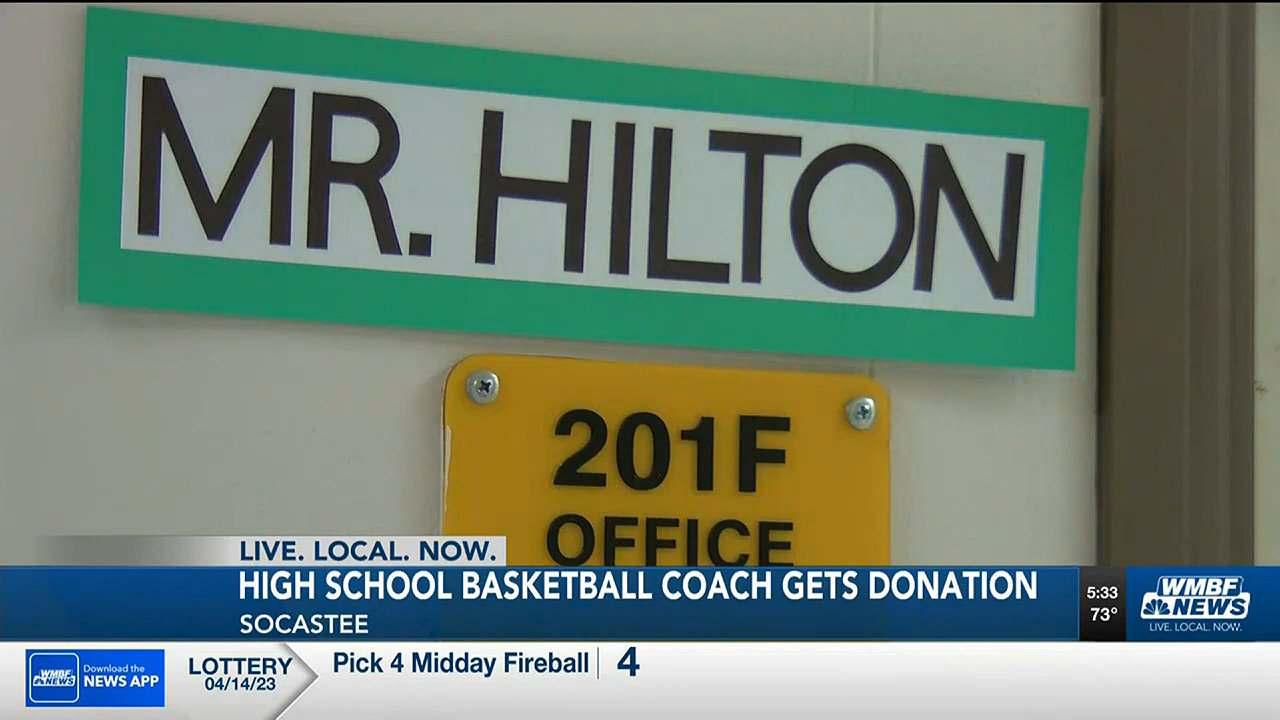 MR. HILTON
201F
OFFICE
LIVE. LOCAL. NOW.
HIGH SCHOOL BASKETBALL COACH GETS DONATION
SOCASTEE
5:33
73°
WMBF
NEWS
LIVE. LOCAL. NOW.
WMBF
NEWS
Download the
NEWS APP
LOTTERY
04/14/23
Pick 4 Midday Fireball
4